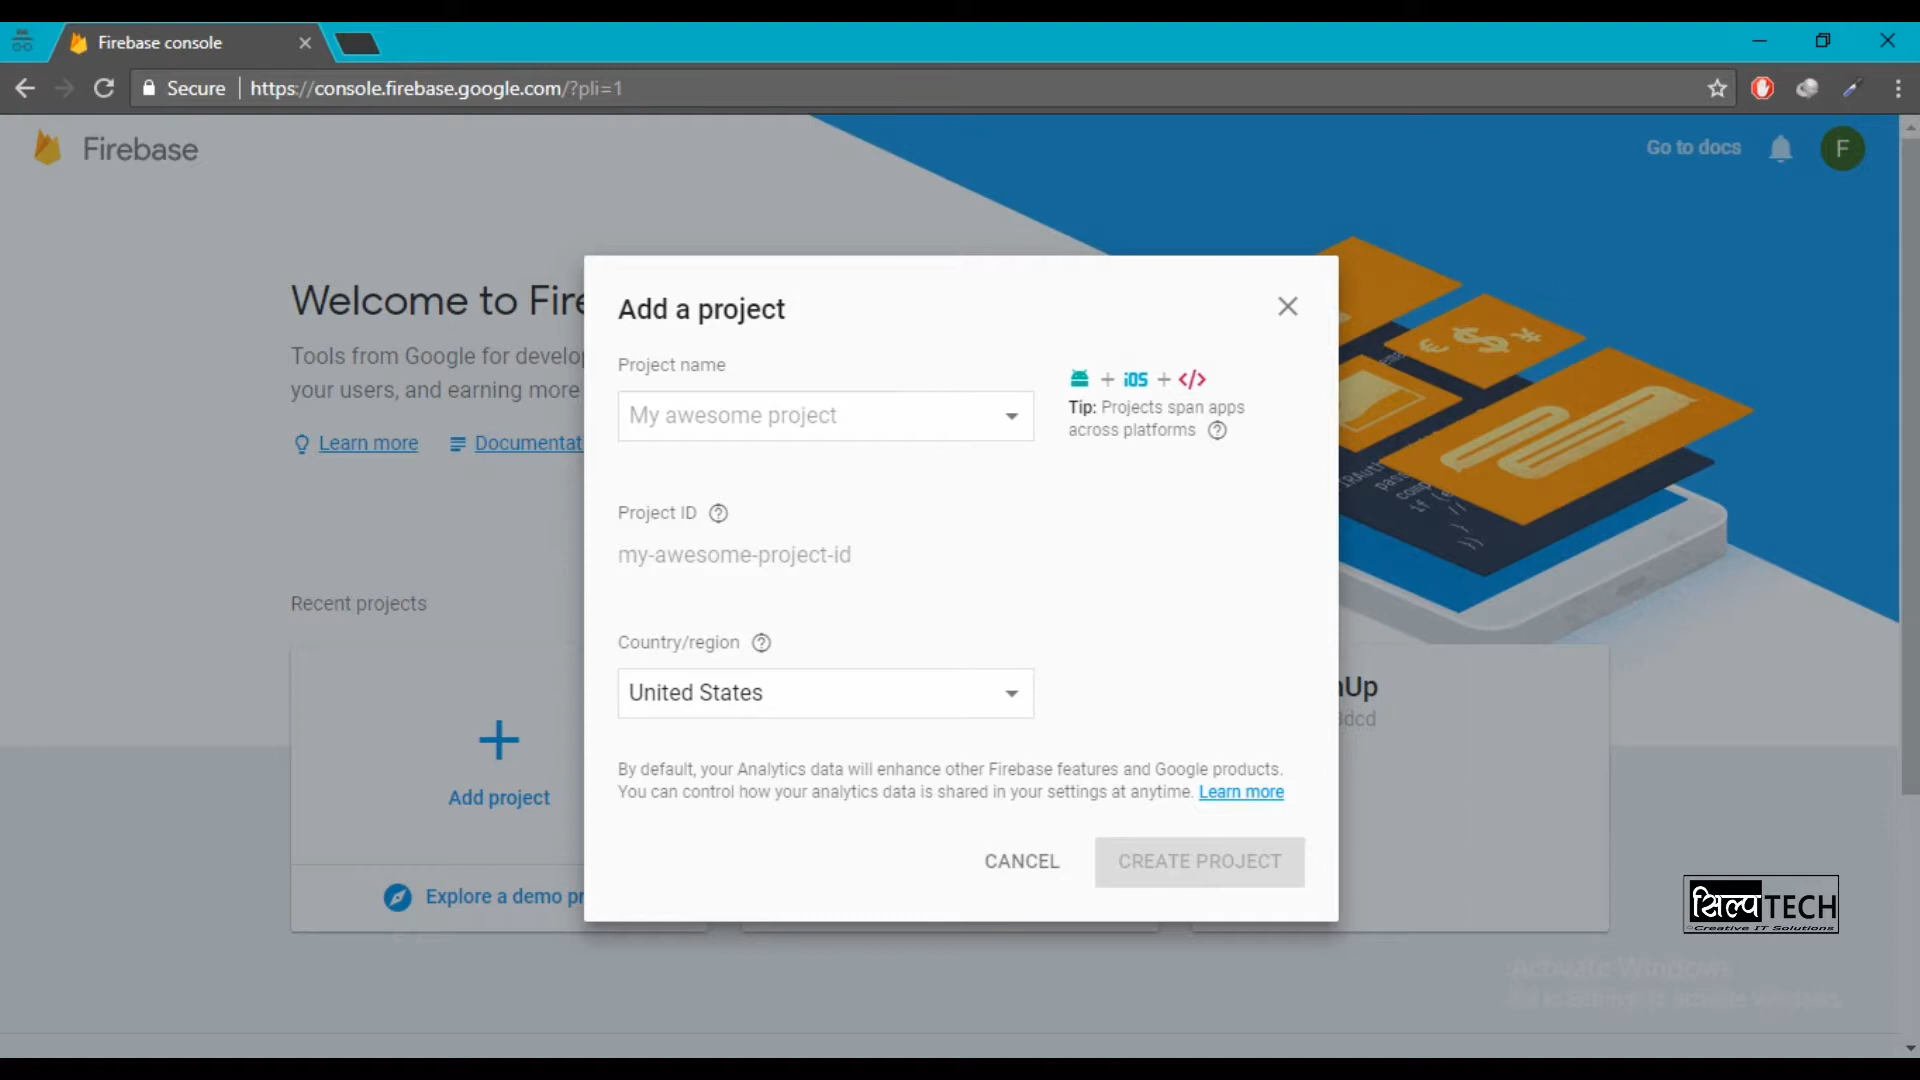 Firebase console
Secure
https://console.firebase.google.com/?pli=1
Firebase
Go to docs
F
Welcome to Fire
Tools from Google for develo
your users, and earning more
Learn more
Documentat
Add a project
Project name
My awesome project
+ iOS + </>
Tip: Projects span apps
across platforms
Project ID
my-awesome-project-id
Country/region
United States
By default, your Analytics data will enhance other Firebase features and Google products.
You can control how your analytics data is shared in your settings at anytime. Learn more
CANCEL
CREATE PROJECT
Recent projects
Add project
Explore a demo pr
nUp
3dcd
सिल्प TECH
Creative IT Solutions
Activate Windows